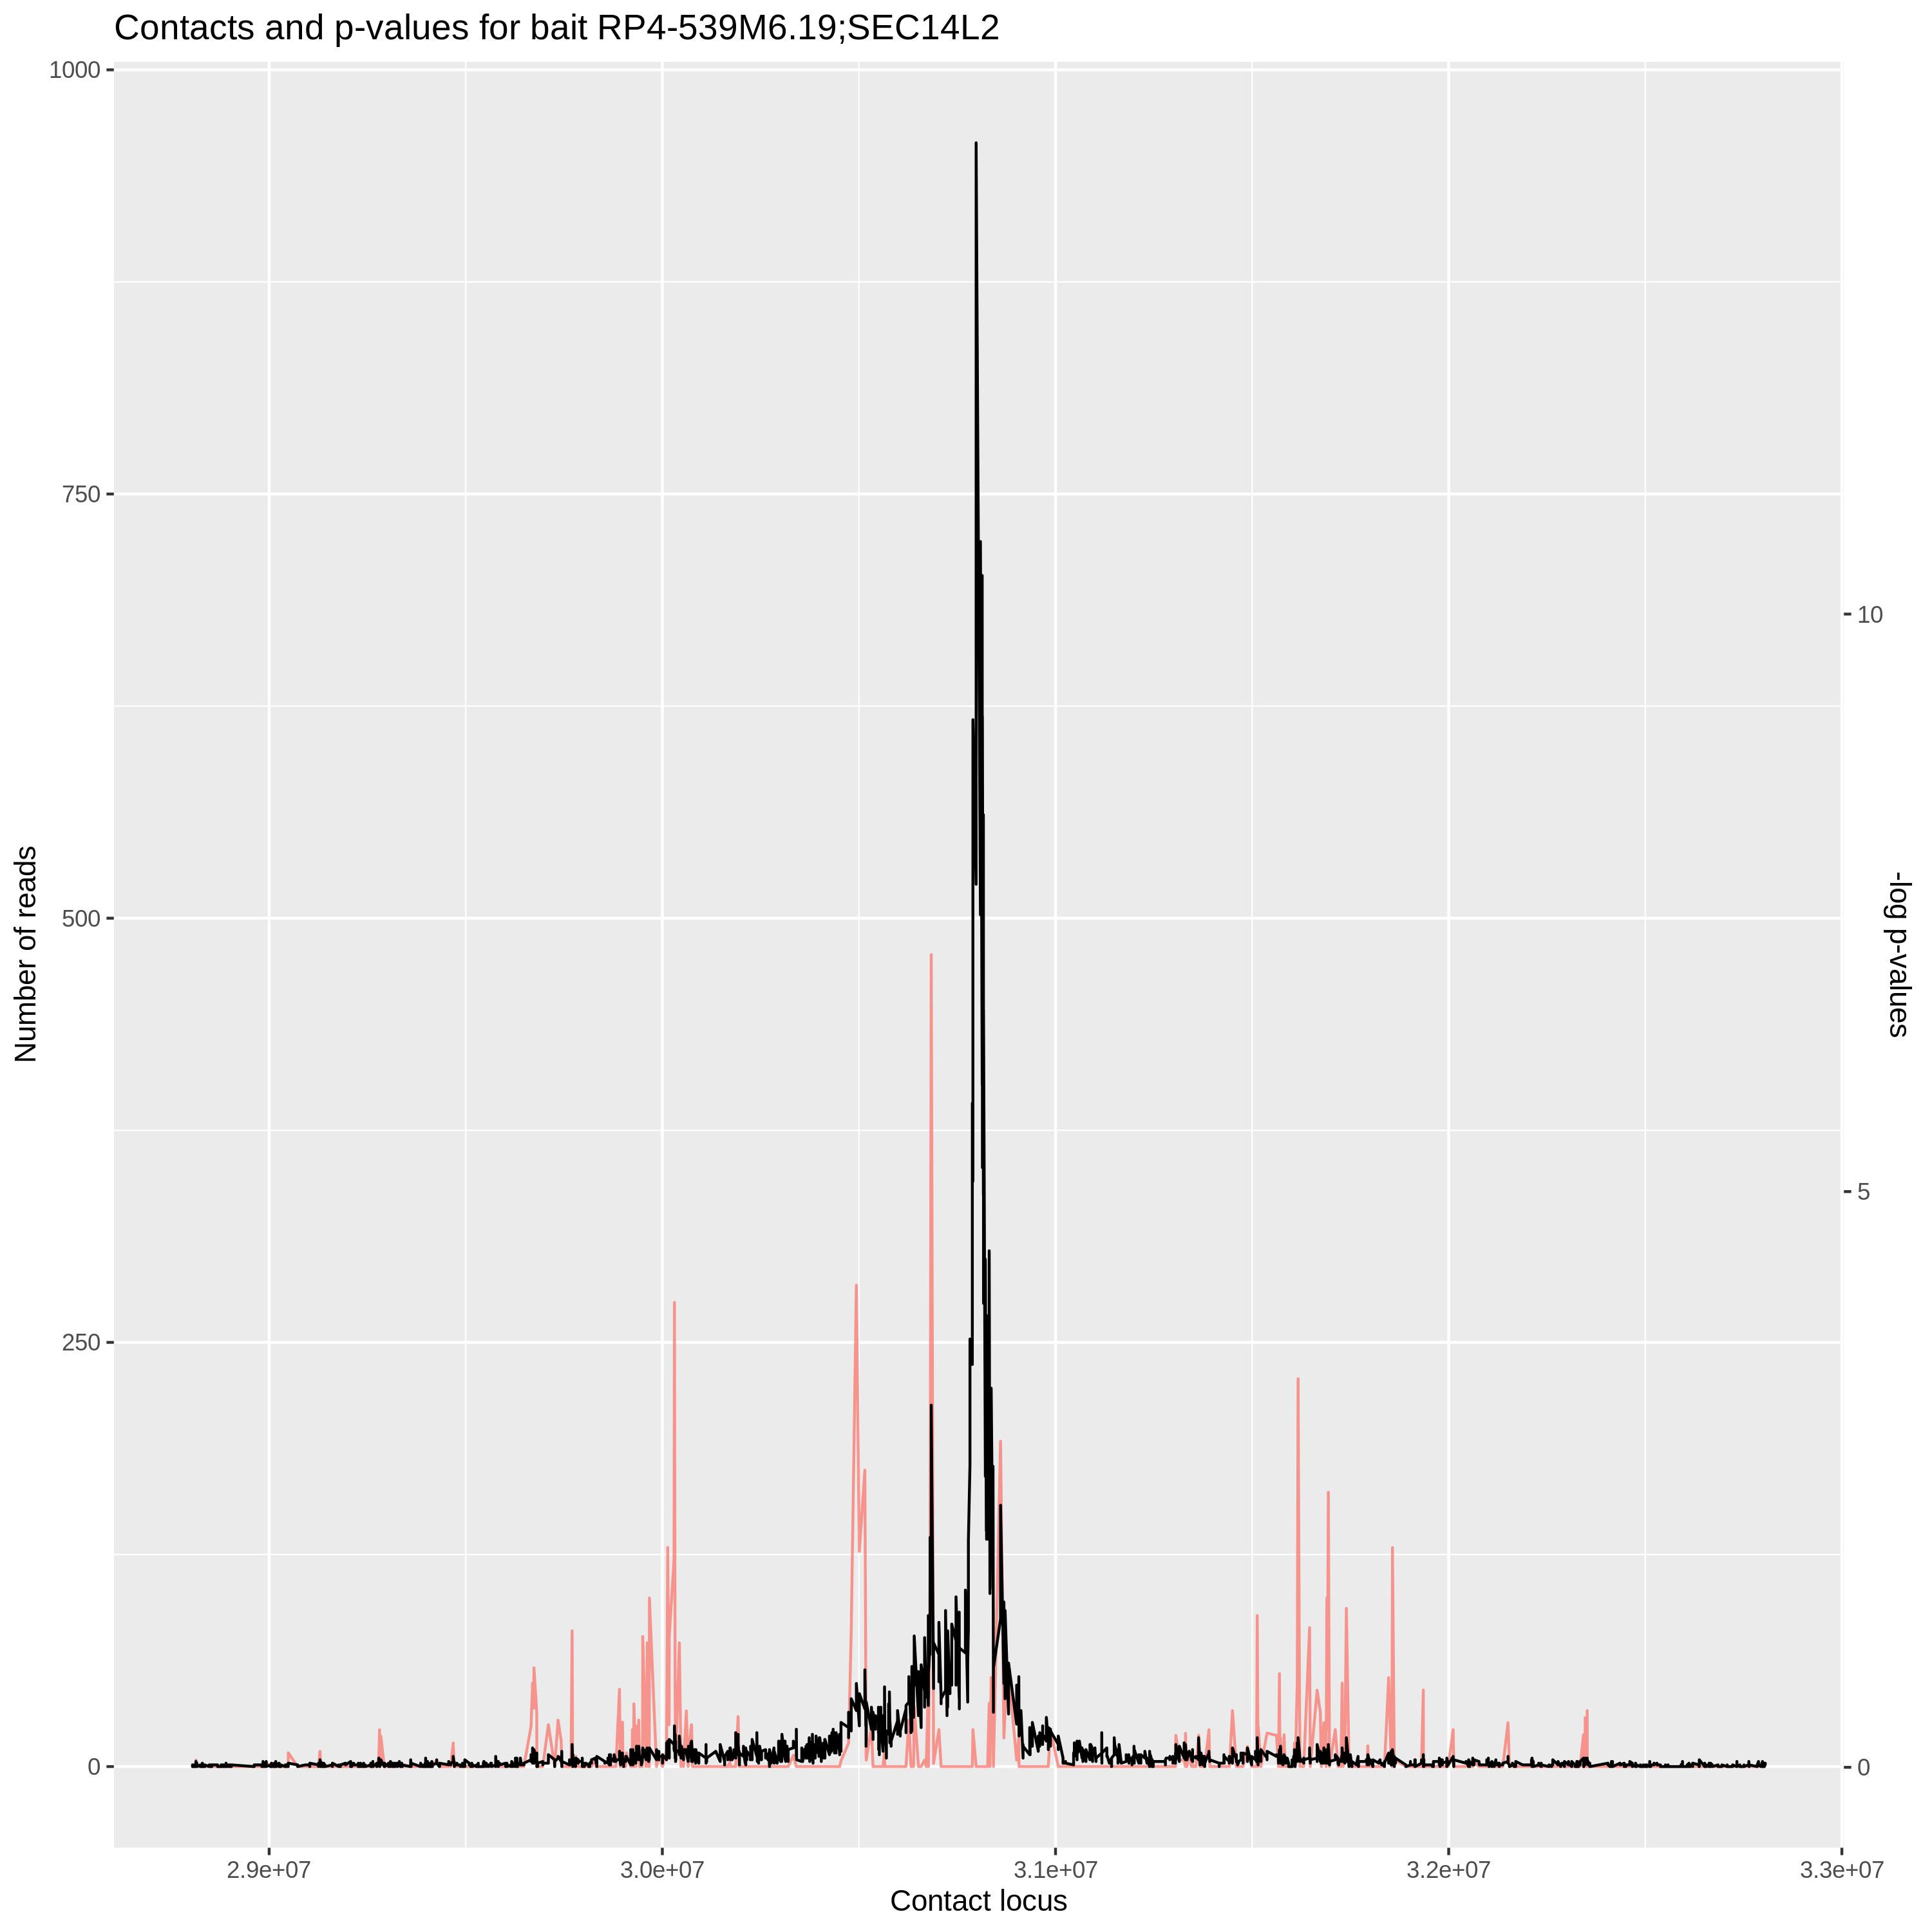 Contacts and p-values for bait RP4-539M6.19;SEC14L2
1000
750
500
250
0
Number of reads
10
5
0
-log p-values
2.9e+07
3.0e+07
3.1e+07
3.2e+07
3.3e+07
Contact locus